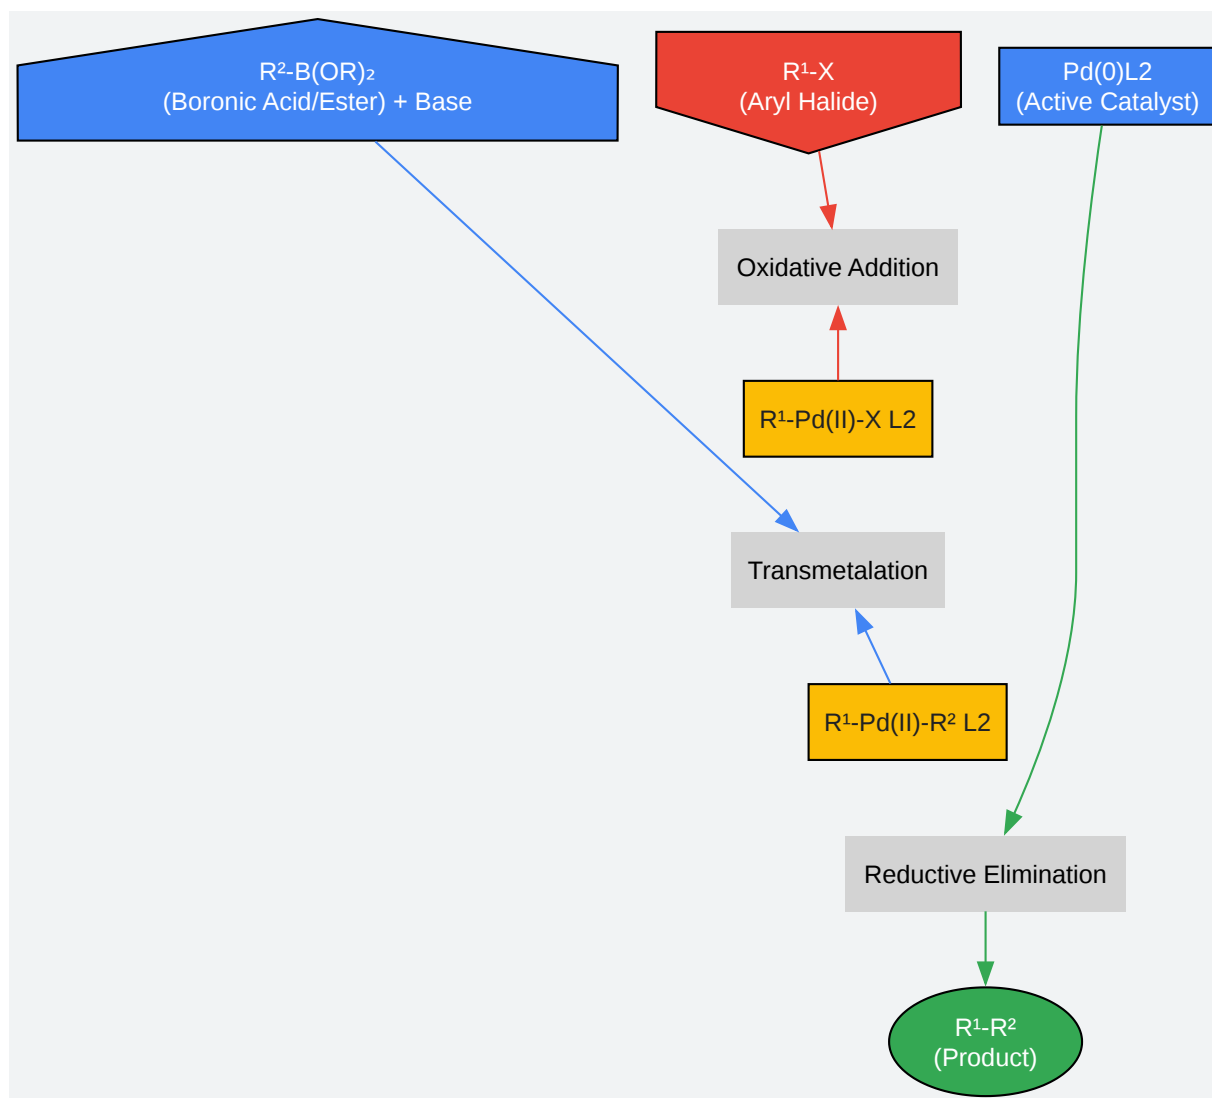 R²-B(OR)₂
(Boronic Acid/Ester) + Base
R¹-X
(Aryl Halide)
Pd(0)L2
(Active Catalyst)
Oxidative Addition
R¹-Pd(II)-X L2
Transmetalation
R¹-Pd(II)-R² L2
Reductive Elimination
R¹-R²
(Product)